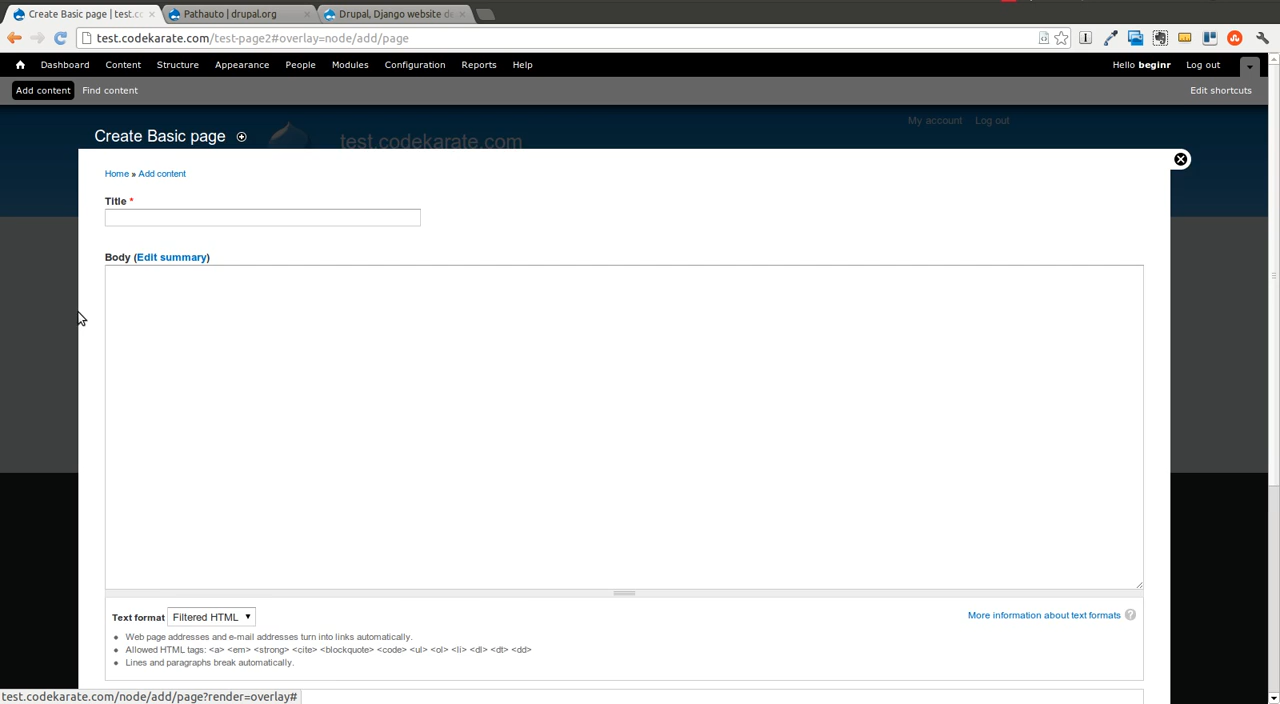 Create Basic page | test.c
Pathauto | drupal.org
Drupal, Django website d
test.codekarate.com/test-page2#overlay=node/add/page
Dashboard Content Structure Appearance People Modules Configuration Reports Help
Hello beginr Log out
Add content Find content
Edit shortcuts
My account Log out
Create Basic page
test.codekarate.com
Home » Add content
Title *
Body (Edit summary)
Text format Filtered HTML
More information about text formats ?
Web page addresses and e-mail addresses turn into links automatically.
Allowed HTML tags: <a> <em> <strong> <cite> <blockquote> <code> <ul> <ol> <li> <dl> <dt> <dd>
Lines and paragraphs break automatically.
test.codekarate.com/node/add/page?render=overlay#